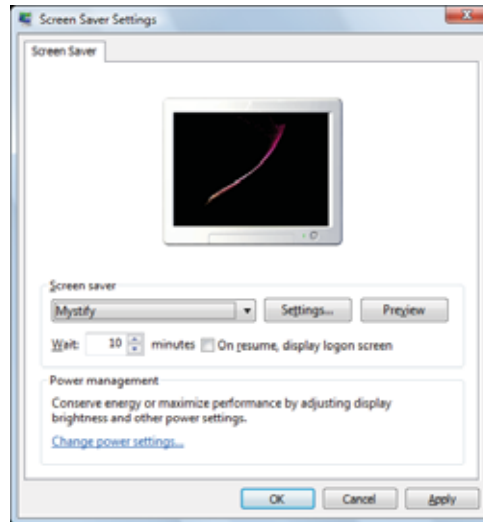 Screen Saver Settings
Screen Saver
Screen saver
Mystify
Settings...
Preview
Wait: 10 minutes On resume, display logon screen
Power management
Conserve energy or maximize performance by adjusting display
brightness and other power settings.
Change power settings...
OK Cancel Apply